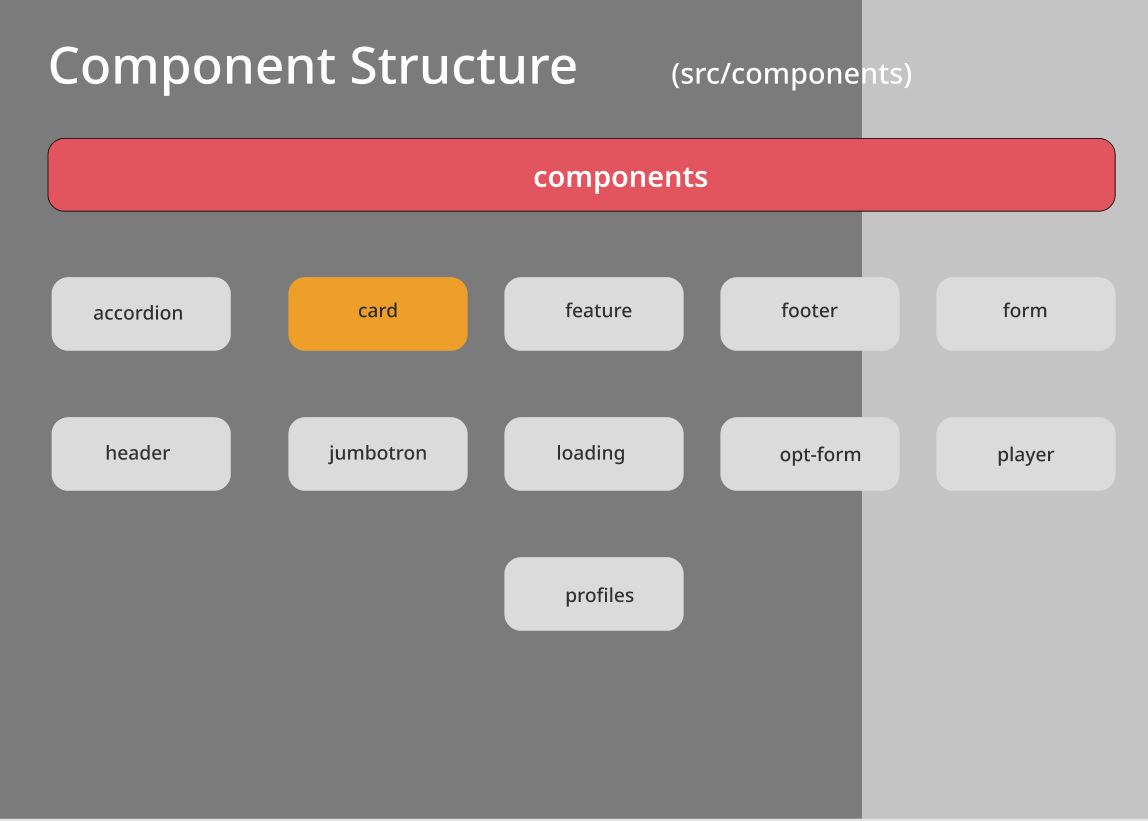 Component Structure (src/components)
components
accordion card feature footer form
header jumbotron loading opt-form player
profiles